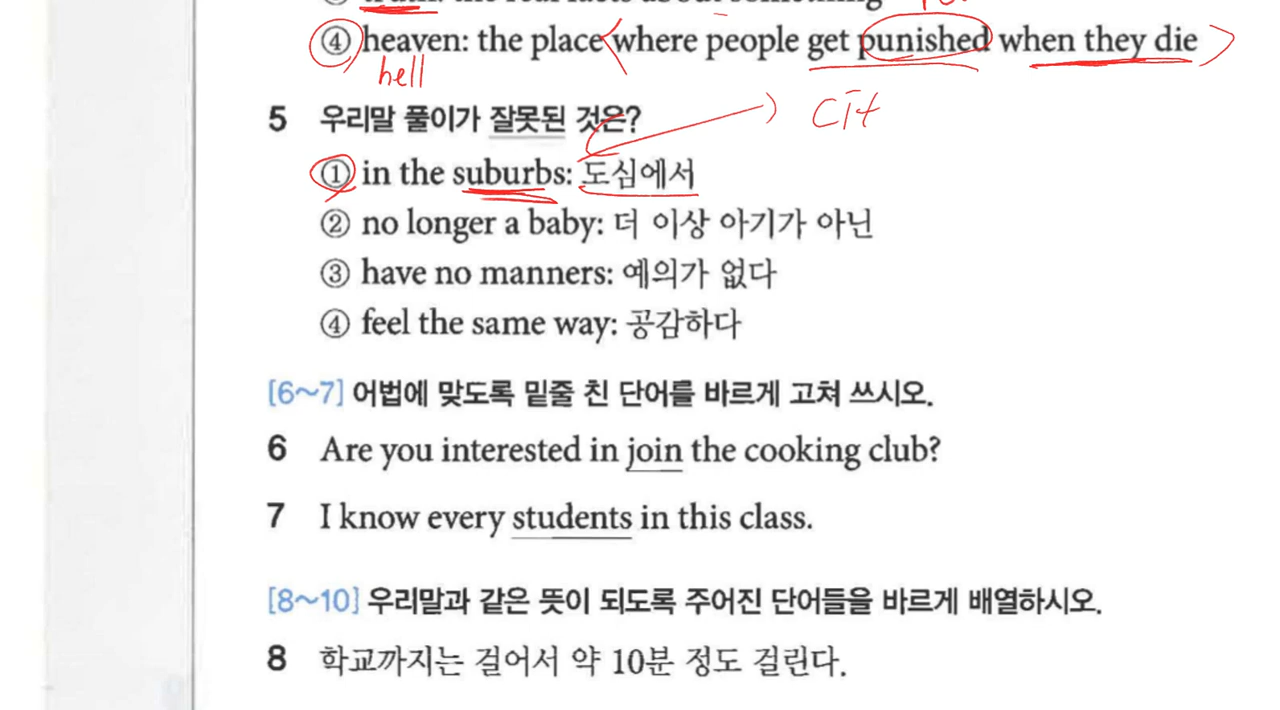 truth: the real facts about something
④ heaven: the place where people get punished when they die
hell
5 우리말 풀이가 잘못된 것은?
cit
① in the suburbs: 도심에서
② no longer a baby: 더 이상 아기가 아닌
③ have no manners: 예의가 없다
④ feel the same way: 공감하다
[6~7] 어법에 맞도록 밑줄 친 단어를 바르게 고쳐 쓰시오.
6 Are you interested in join the cooking club?
7 I know every students in this class.
[8~10] 우리말과 같은 뜻이 되도록 주어진 단어들을 바르게 배열하시오.
8 학교까지는 걸어서 약 10분 정도 걸린다.